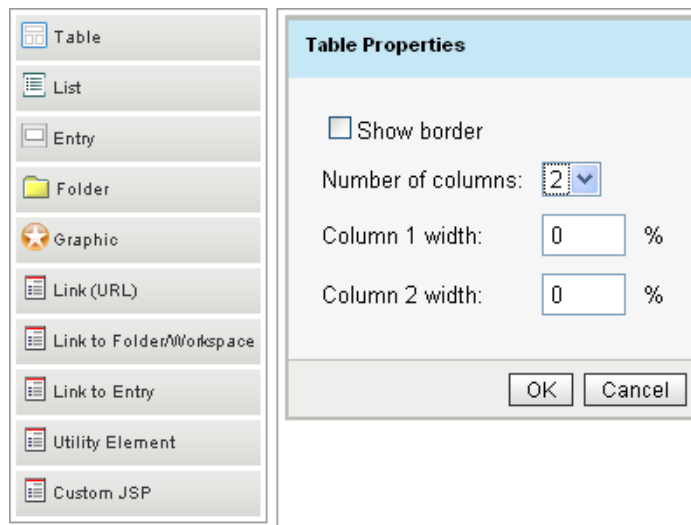 Table
List
Entry
Folder
Graphic
Link (URL)
Link to Folder/Workspace
Link to Entry
Utility Element
Custom JSP
Table Properties
Show border
Number of columns: 2
Column 1 width: 0 %
Column 2 width: 0 %
OK Cancel